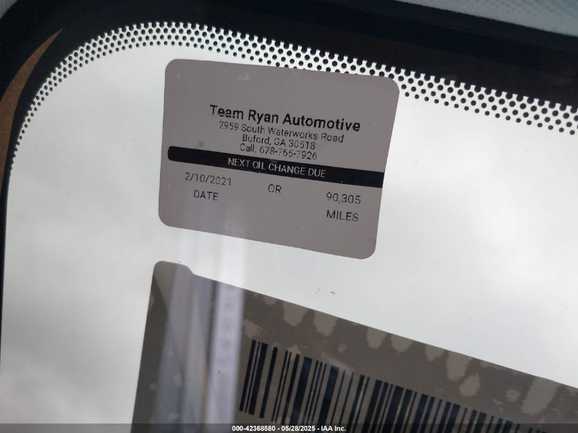 Team Ryan Automotive
2959 South Waterworks Road
Buford, GA 30518
Call: 678-765-7926
NEXT OIL CHANGE DUE
2/10/2021 OR 90,305
DATE MILES
000-42368580 - 05/28/2025 - IAA Inc.